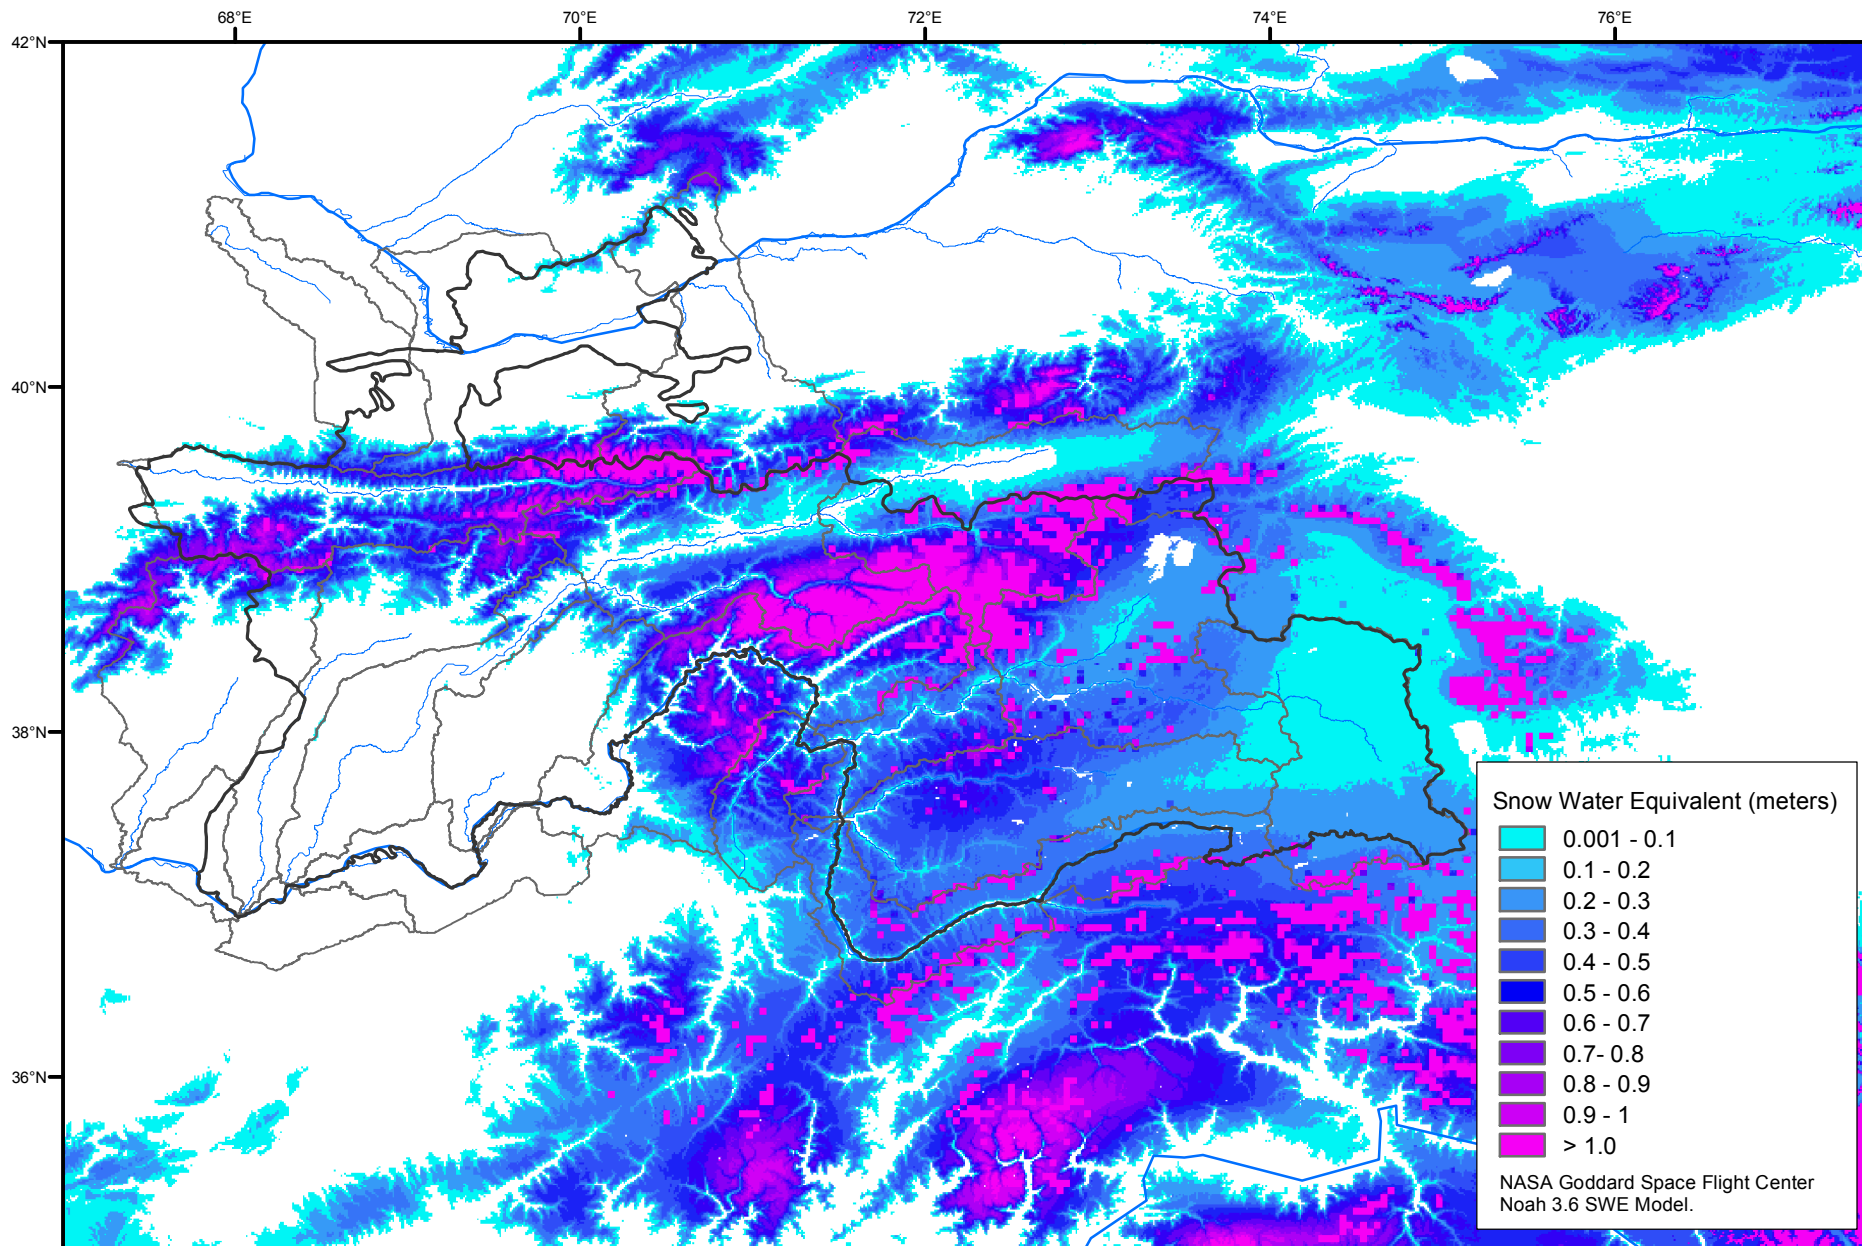 68°E
70°E
72°E
74°E
76°E
42°N
40°N
38°N
36°N
Snow Water Equivalent (meters)
0.001 - 0.1
0.1 - 0.2
0.2 - 0.3
0.3 - 0.4
0.4 - 0.5
0.5 - 0.6
0.6 - 0.7
0.7- 0.8
0.8 - 0.9
0.9 - 1
> 1.0
NASA Goddard Space Flight Center
Noah 3.6 SWE Model.